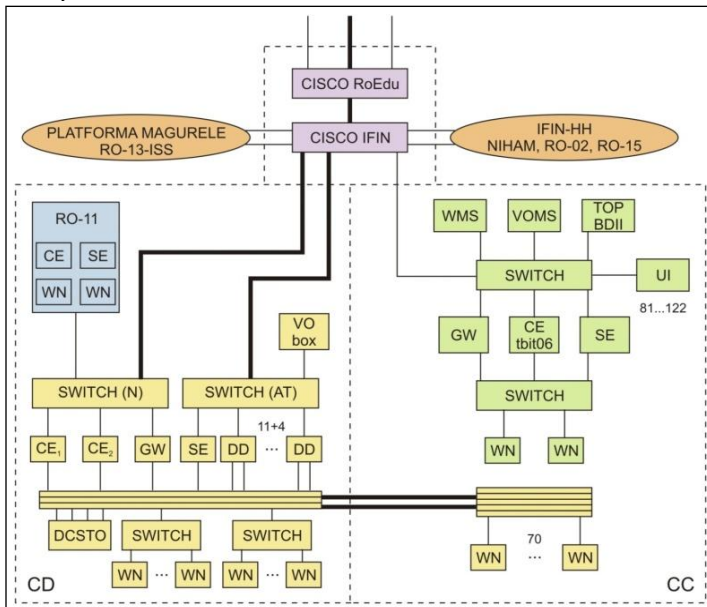 CISCO RoEdu
PLATFORMA MAGURELE
RO-13-ISS
CISCO IFIN
IFIN-HH
NIHAM, RO-02, RO-15
RO-11
CE SE
WN WN
WMS VOMS TOP
BDII
SWITCH UI
81...122
VO
box
GW CE
tbit06 SE
SWITCH (N) SWITCH (AT)
SWITCH
11+4
CE1 CE2 GW SE DD ... DD
WN WN
DCSTO SWITCH SWITCH
70
WN ... WN WN ... WN
WN ... WN
CD CC